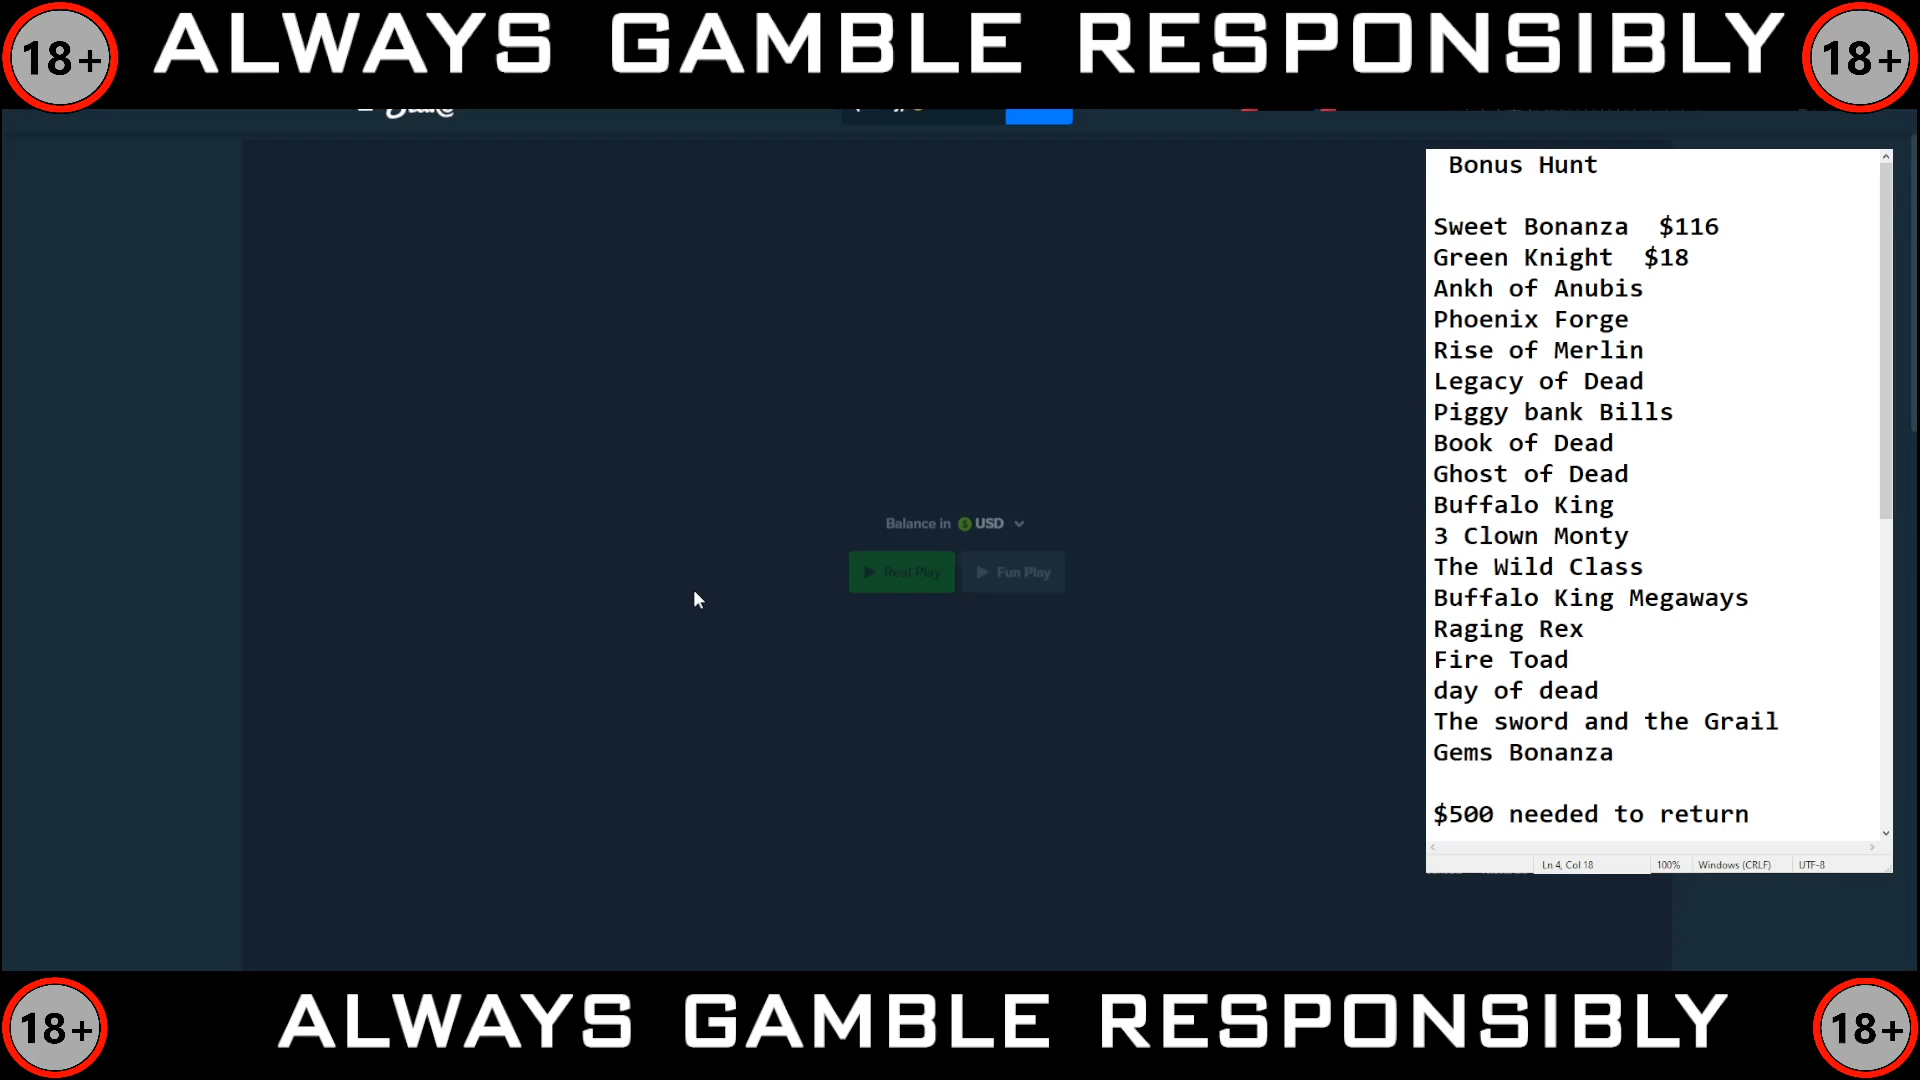 18+ ALWAYS GAMBLE RESPONSIBLY 18+
Bonus Hunt
Sweet Bonanza $116
Green Knight $18
Ankh of Anubis
Phoenix Forge
Rise of Merlin
Legacy of Dead
Piggy bank Bills
Book of Dead
Ghost of Dead
Buffalo King
3 Clown Monty
The Wild Class
Buffalo King Megaways
Raging Rex
Fire Toad
day of dead
The sword and the Grail
Gems Bonanza
$500 needed to return
Ln 4, Col 18 100% Windows (CRLF) UTF-8
Balance in USD
Real Play Fun Play
18+ ALWAYS GAMBLE RESPONSIBLY 18+